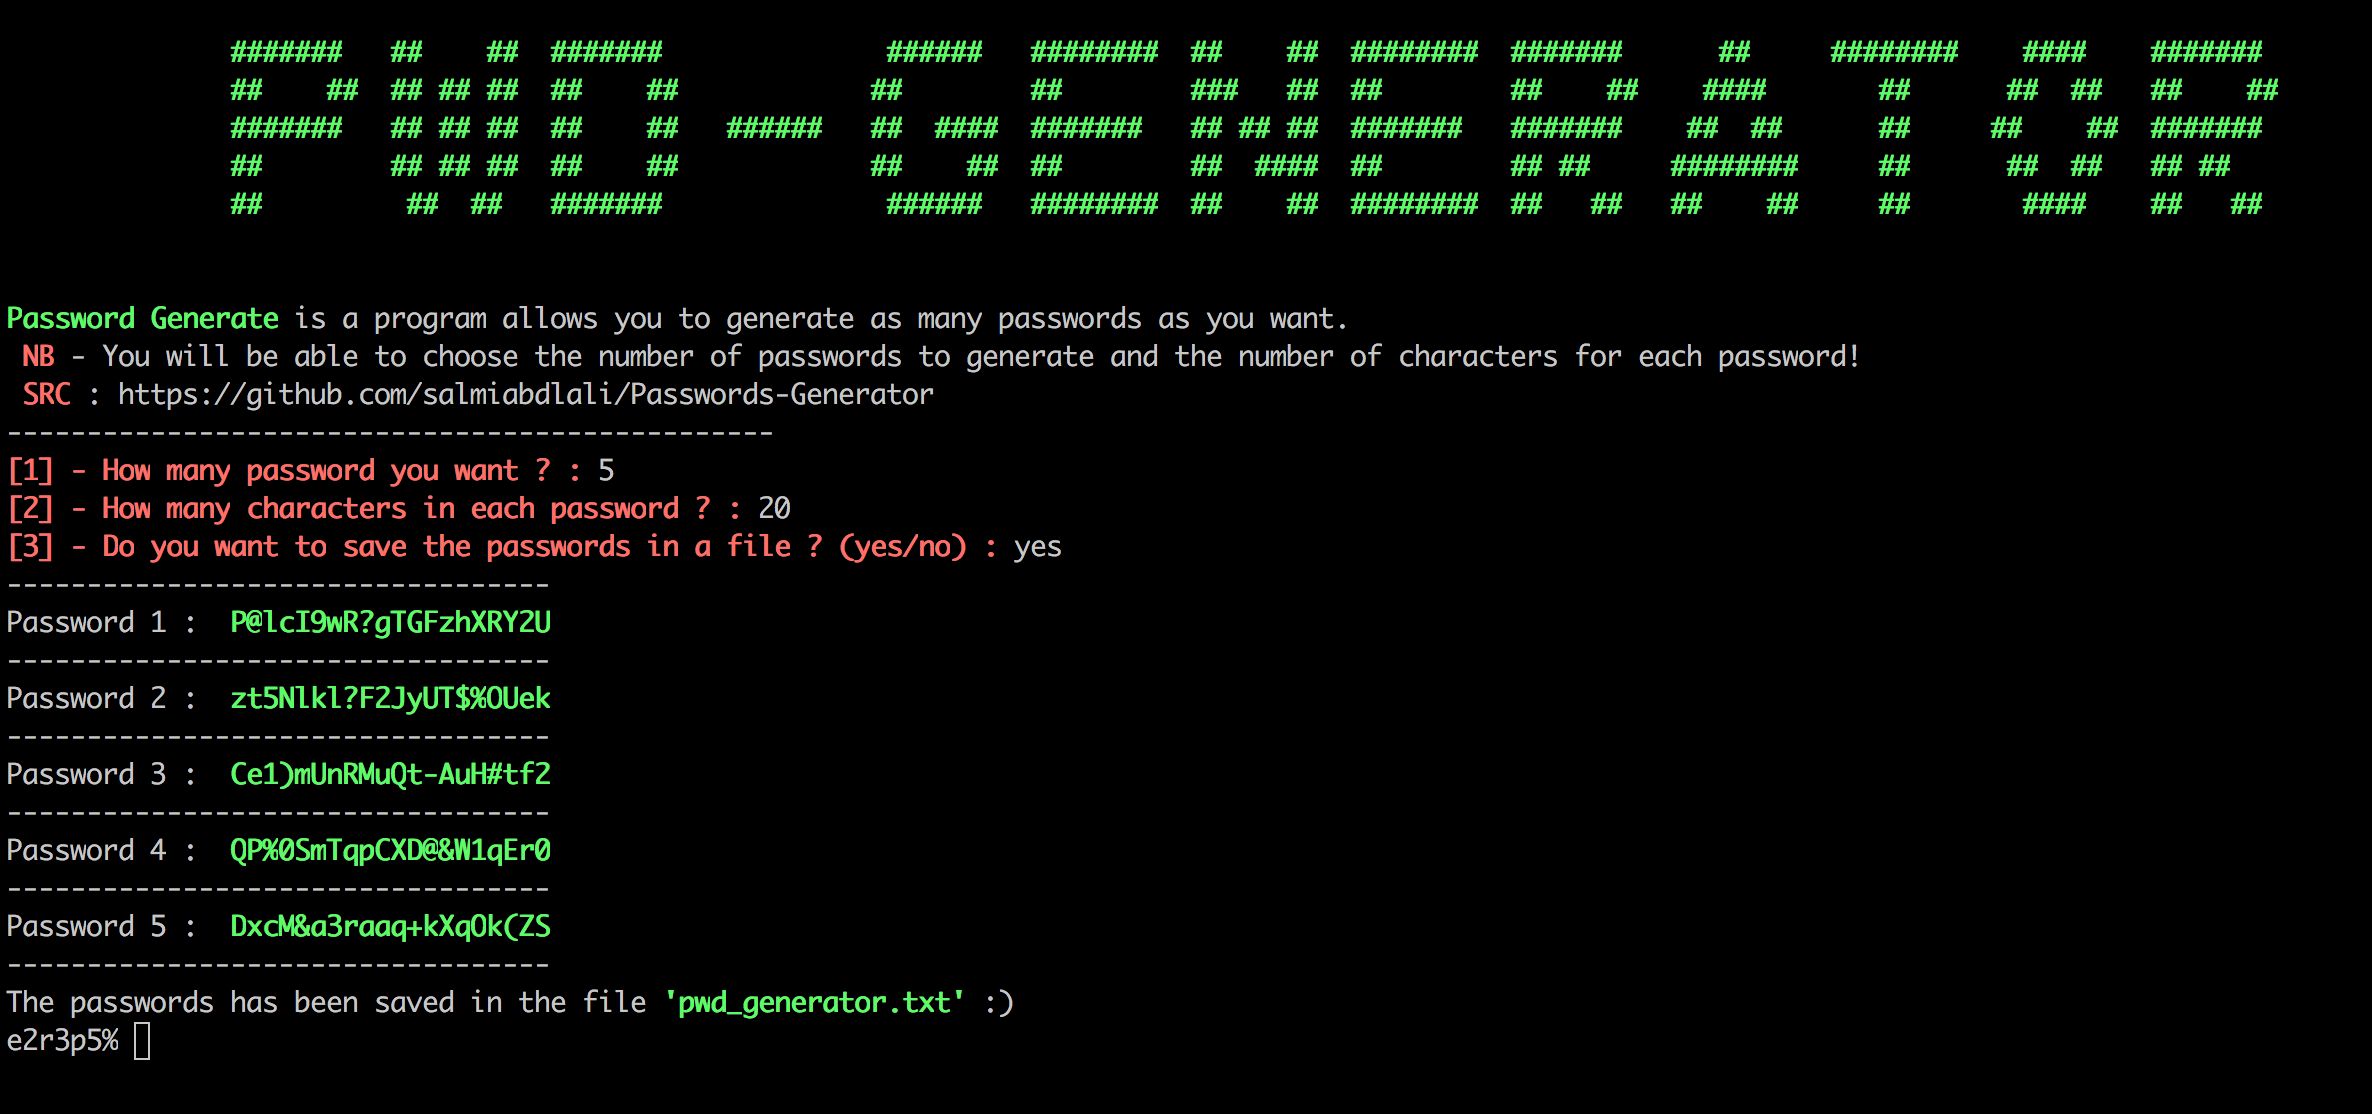 PWD-GENERATOR
Password Generate is a program allows you to generate as many passwords as you want.
NB - You will be able to choose the number of passwords to generate and the number of characters for each password!
SRC : https://github.com/salmiabdlali/Passwords-Generator
------------------------------------------------
[1] - How many password you want ? : 5
[2] - How many characters in each password ? : 20
[3] - Do you want to save the passwords in a file ? (yes/no) : yes
----------------------------------
Password 1 :  P@lcI9wR?gTGFzhXRY2U
----------------------------------
Password 2 :  zt5Nlkl?F2JyUT$%OUek
----------------------------------
Password 3 :  Ce1)mUnRMuQt-AuH#tf2
----------------------------------
Password 4 :  QP%0SmTqpCXD@&W1qEr0
----------------------------------
Password 5 :  DxcM&a3raaq+kXqOk(ZS
----------------------------------
The passwords has been saved in the file 'pwd_generator.txt' :)
e2r3p5%